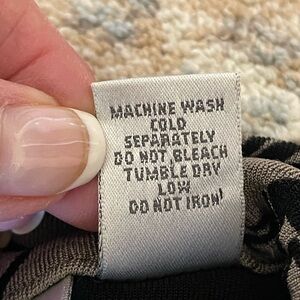 MACHINE WASH
COLD
SEPARATELY
DO NOT BLEACH
TUMBLE DRY
LOW
DO NOT IRON